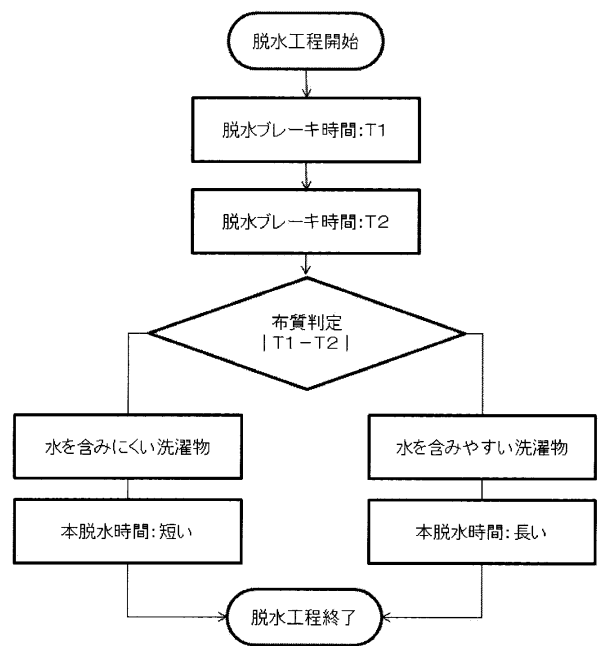 脱水工程開始
脱水ブレーキ時間:T1
脱水ブレーキ時間:T2
布質判定
|T1-T2|
水を含みにくい洗濯物
水を含みやすい洗濯物
本脱水時間:短い
本脱水時間:長い
脱水工程終了